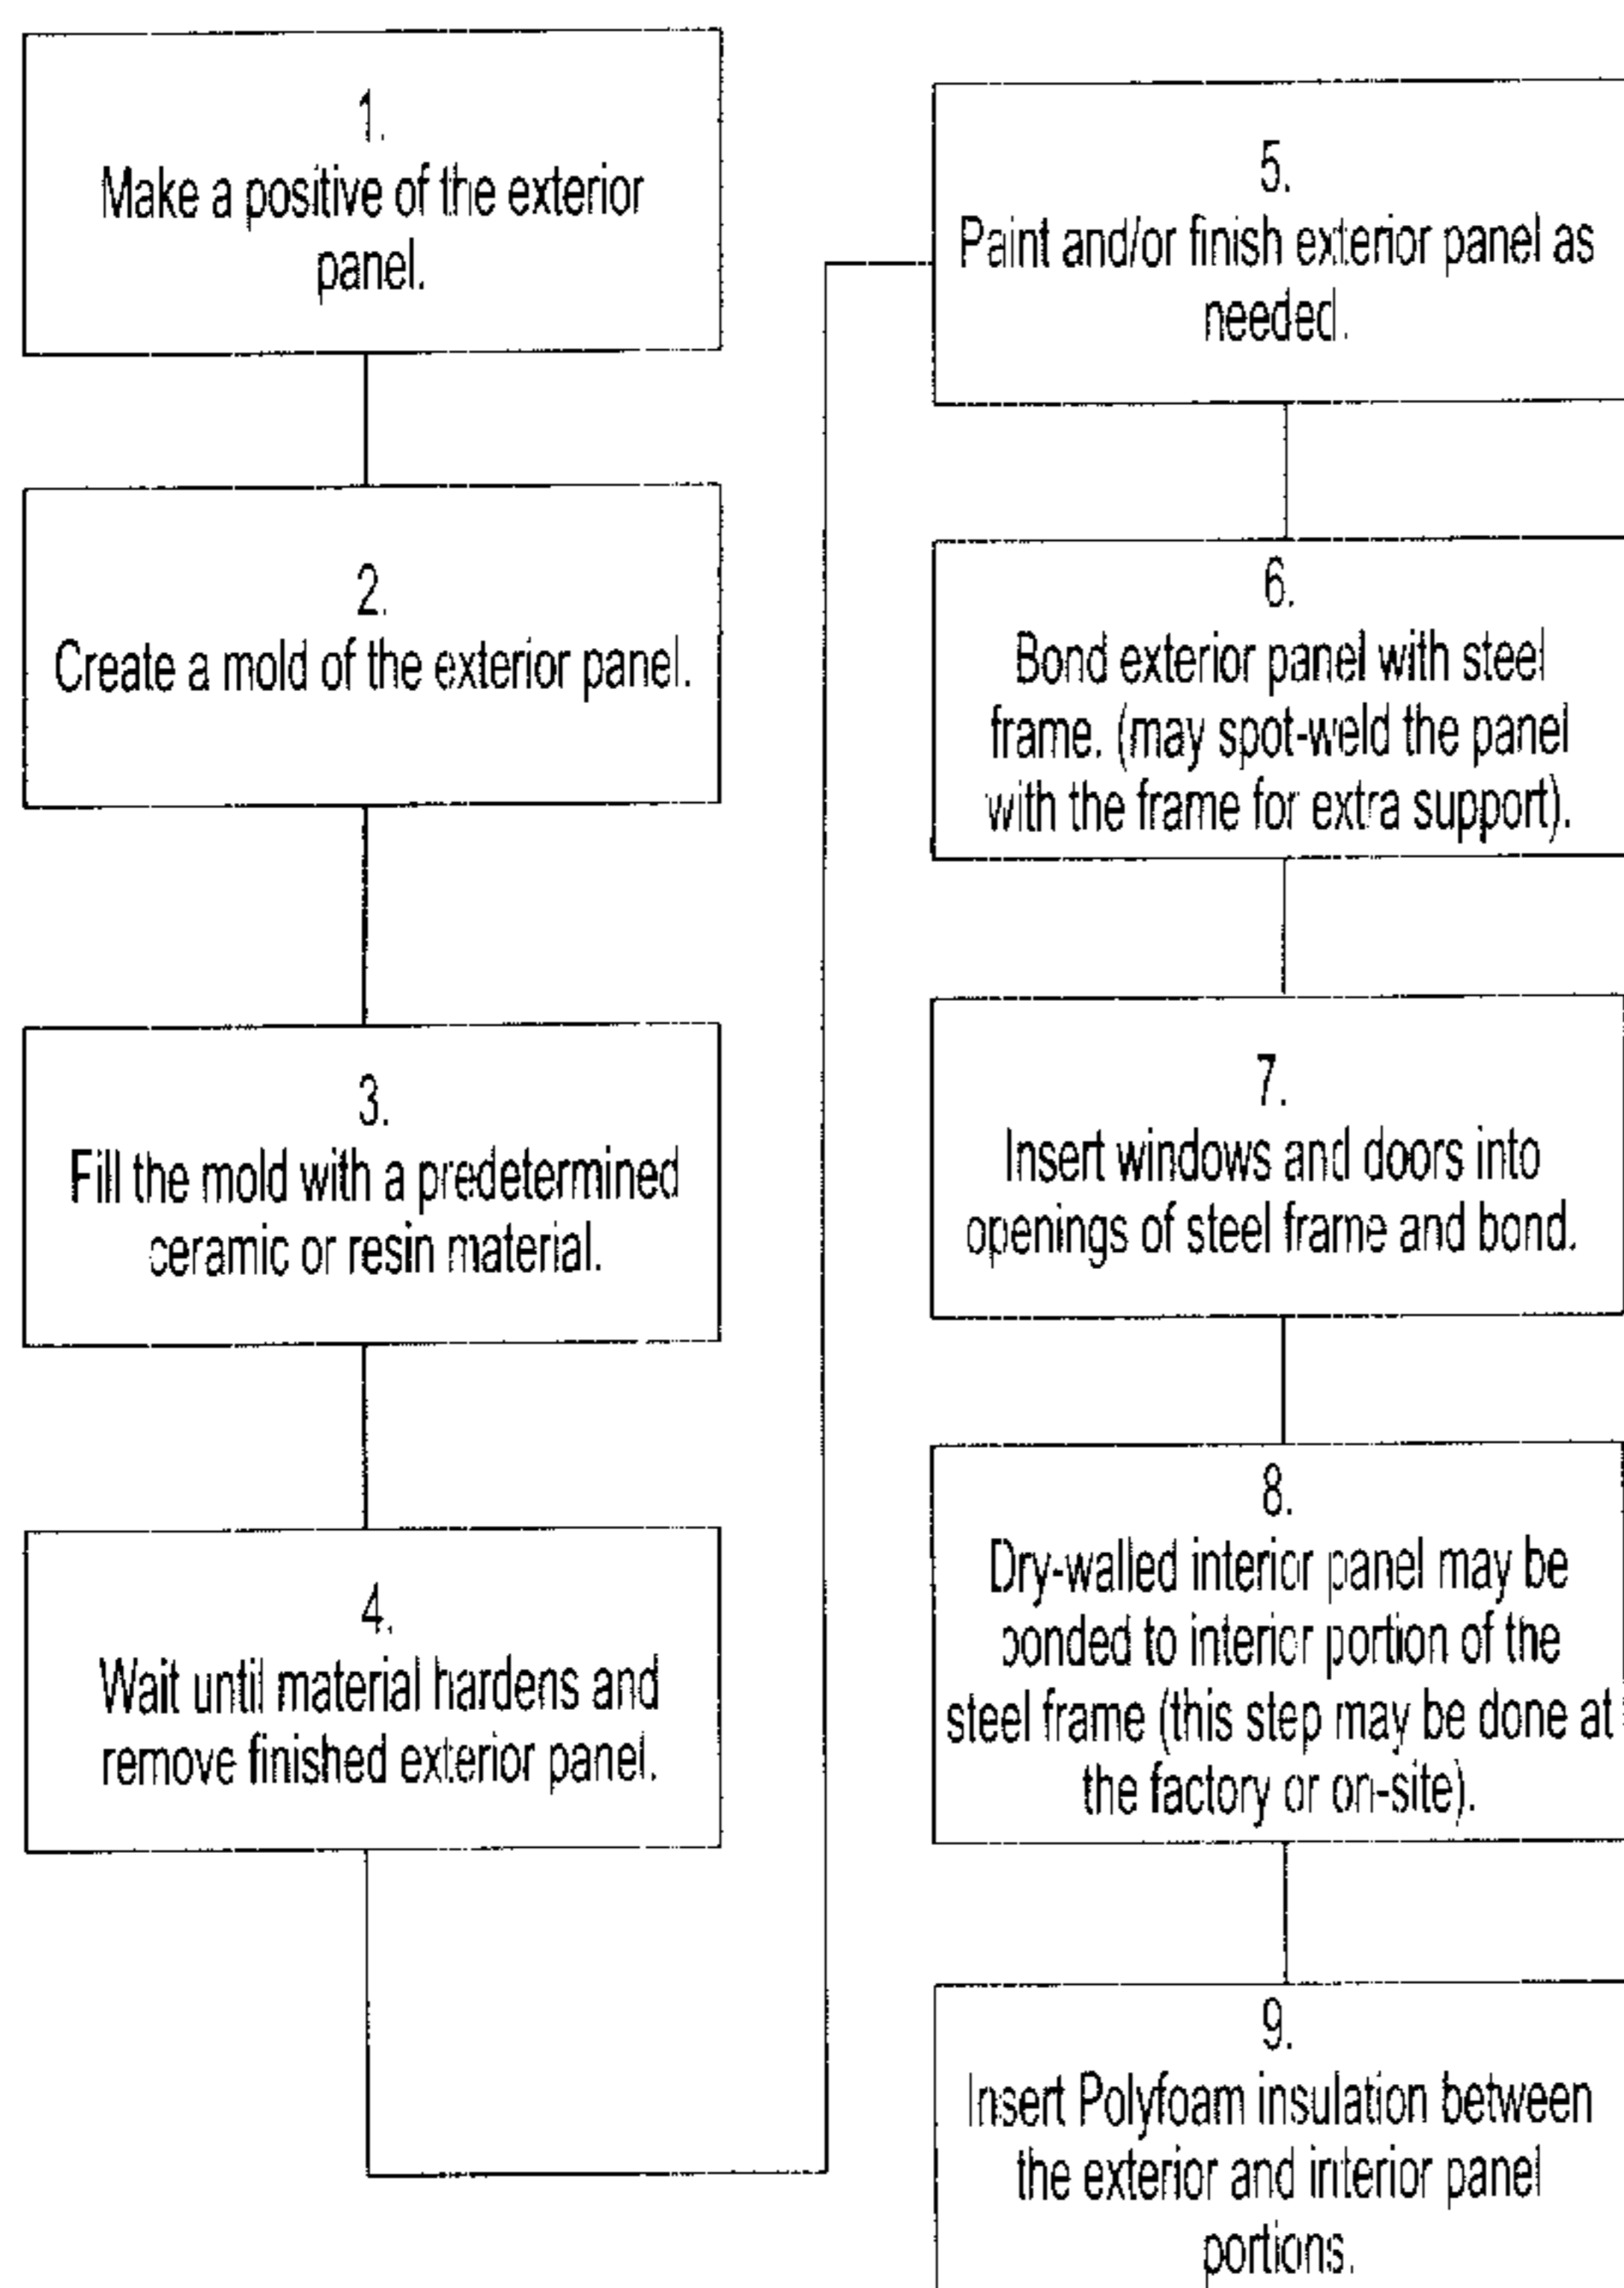 1.
Make a positive of the exterior
panel.
2.
Create a mold of the exterior panel.
3.
Fill the mold with a predetermined
ceramic or resin material.
4.
Wait until material hardens and
remove finished exterior panel.
5.
Paint and/or finish exterior panel as
needed.
6.
Bond exterior panel with steel
frame. (may spot-weld the panel
with the frame for extra support).
7.
Insert windows and doors into
openings of steel frame and bond.
8.
Dry-walled interior panel may be
bonded to interior portion of the
steel frame (this step may be done at
the factory or on-site).
9.
Insert Polyfoam insulation between
the exterior and interior panel
portions.